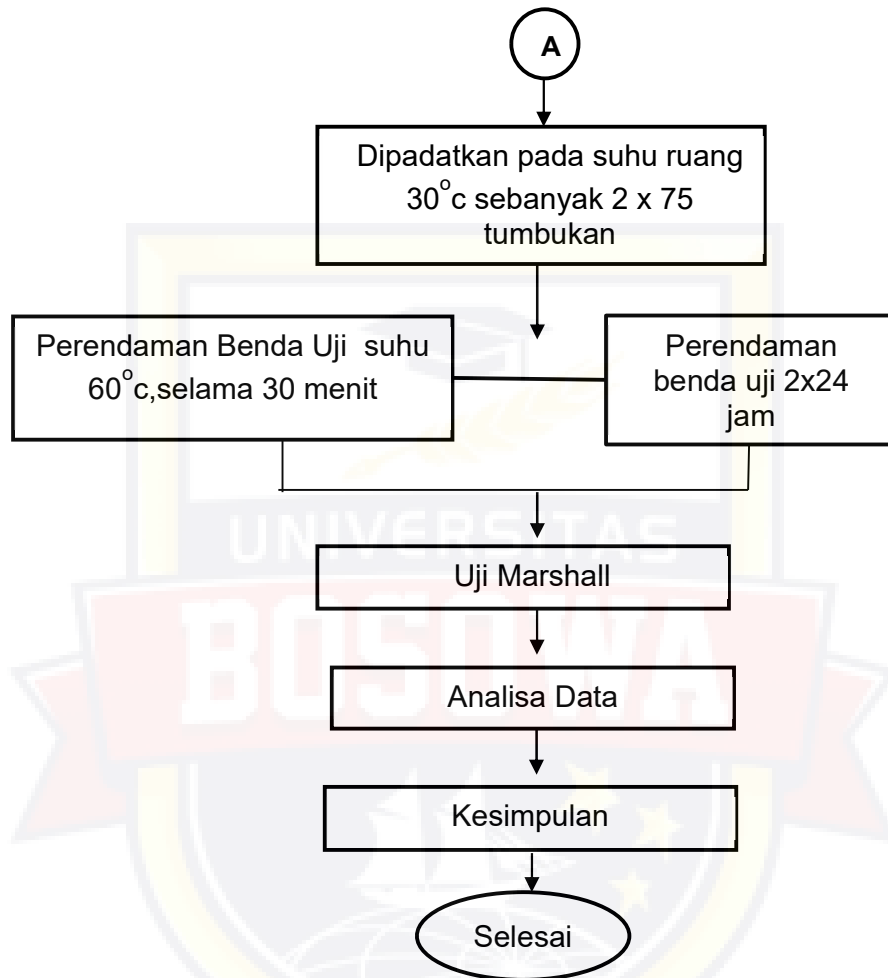 A
Dipadatkan pada suhu ruang
30°c sebanyak 2 x 75
tumbukan
Perendaman Benda Uji suhu
60°c,selama 30 menit
Perendaman
benda uji 2x24
jam
UNIVERSITAS
BOSOWA
Uji Marshall
Analisa Data
Kesimpulan
Selesai